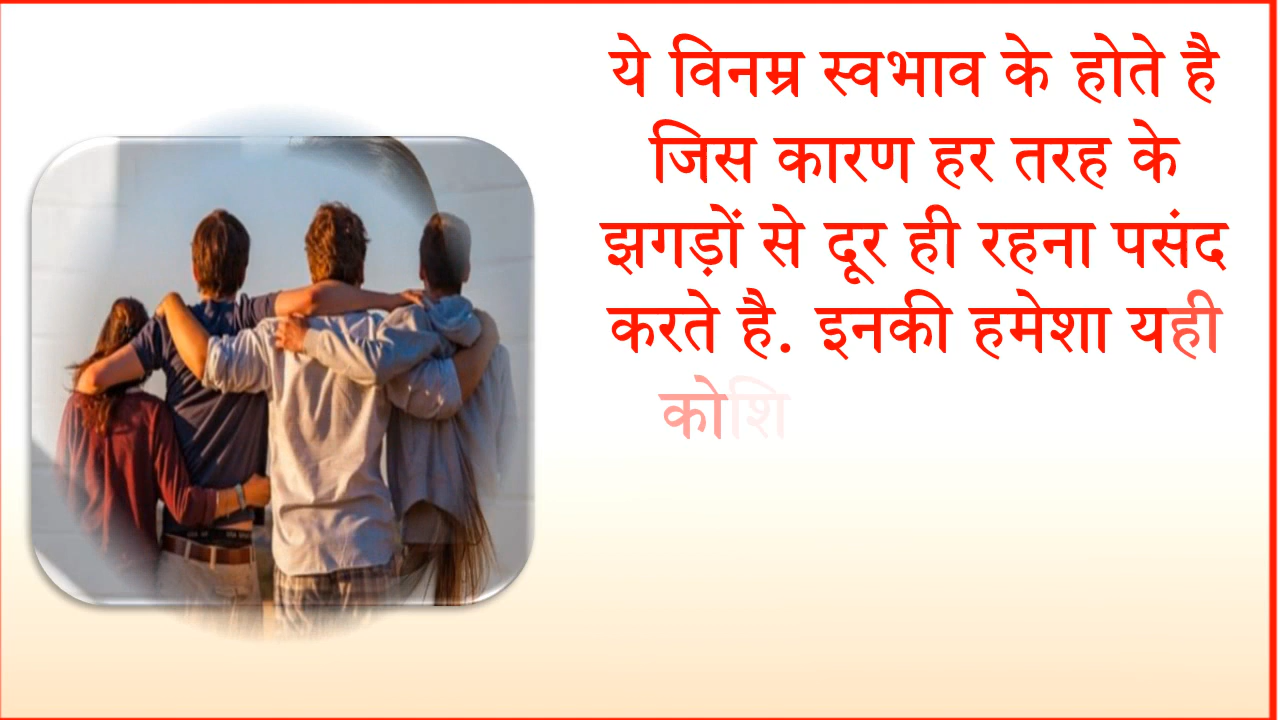 ये विनम्र स्वभाव के होते है
जिस कारण हर तरह के
झगड़ों से दूर ही रहना पसंद
करते है. इनकी हमेशा यही
कोशि